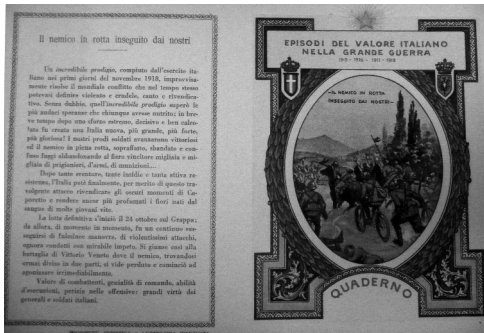 Il nemico in rotta inseguito dai nostri
Un incredibile prodigio, compiuto dall'esercito ita-
liano nei primi giorni del novembre 1918, improvvisa-
mente risolse il mondiale conflitto che nel tempo stesso
potevasi definire violento e crudele, santo e rivendica-
tivo. Senza dubbio, quell'incredibile prodigio superò le
più audaci speranze che chiunque avesse nutrito; in bre-
ve tempo dopo una sforzo estremo, decisivo e ben calco-
lato fu creata una Italia nuova, più grande, più forte,
più gloriosa! I nostri prodi soldati avanzarono vittoriosi
ed il nemico in piena rotta, sopraffatto, sbandato e con-
fuso fuggì abbandonando al fiero vincitore migliaia e mi-
gliaia di prigionieri, d'armi, di munizioni...
Dopo tante sventure, tante insidie e tanta attiva re-
sistenza, l'Italia poté finalmente, per merito di questo tra-
volgente attacco rivendicare gli oscuri momenti di Ca-
poretto e rendere ancor più profumati i fiori nati dal
sangue di molte giovani vite.
La lotta definitiva s'iniziò il 24 ottobre sul Grappa;
da allora, di momento in momento, fu un continuo sus-
seguirsi di fulminee manovre, di violentissimi attacchi,
ognora condotti con mirabile impeto. Si giunse così alla
battaglia di Vittorio Veneto dove il nemico, trovandosi
ormai diviso in due parti, si vide perduto e cominciò ad
agonizzare irrimediabilmente.
Valore di combattenti, genialità di comando, abilità
d'esecuzioni, perizia nelle offensive: grandi virtù dei
generali e soldati italiani.
EPISODI DEL VALORE ITALIANO
NELLA GRANDE GUERRA
1915 - 1916 - 1917 - 1918
—IL NEMICO IN ROTTA
INSEGUITO DAI NOSTRI—
QUADERNO